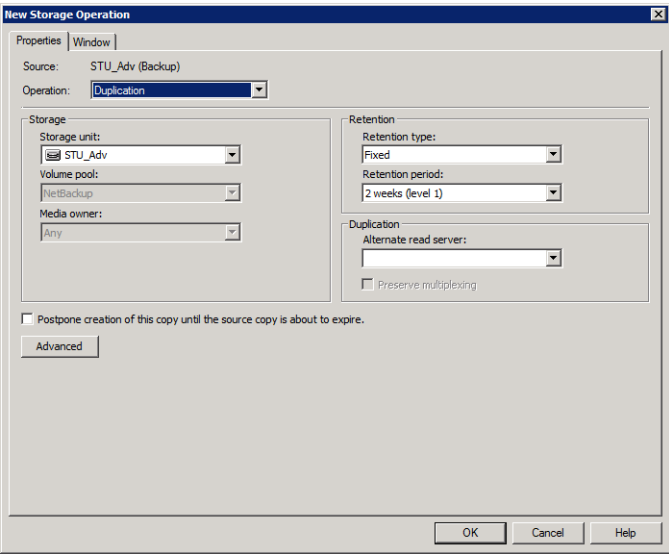 New Storage Operation
Properties Window
Source: STU_Adv (Backup)
Operation: Duplication
Storage
Storage unit:
STU_Adv
Volume pool:
NetBackup
Media owner:
Any
Retention
Retention type:
Fixed
Retention period:
2 weeks (level 1)
Duplication
Alternate read server:
Preserve multiplexing
Postpone creation of this copy until the source copy is about to expire.
Advanced
OK Cancel Help